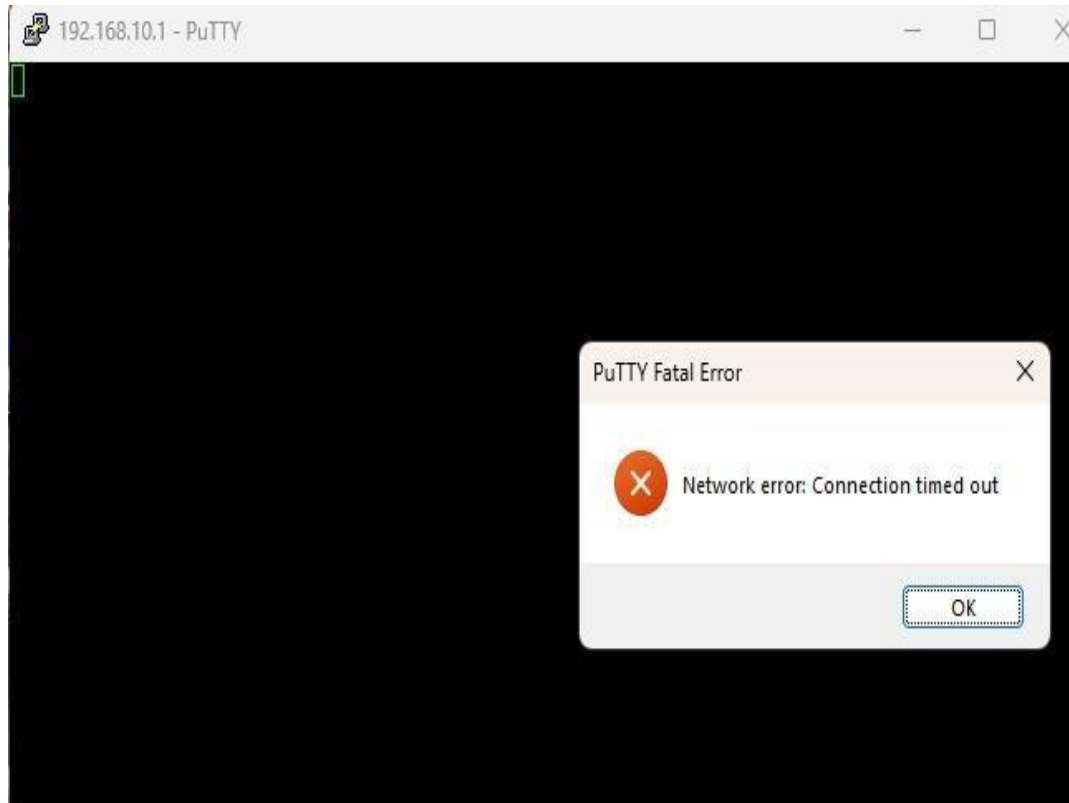 192.168.10.1 - PuTTY
PuTTY Fatal Error
Network error: Connection timed out
OK